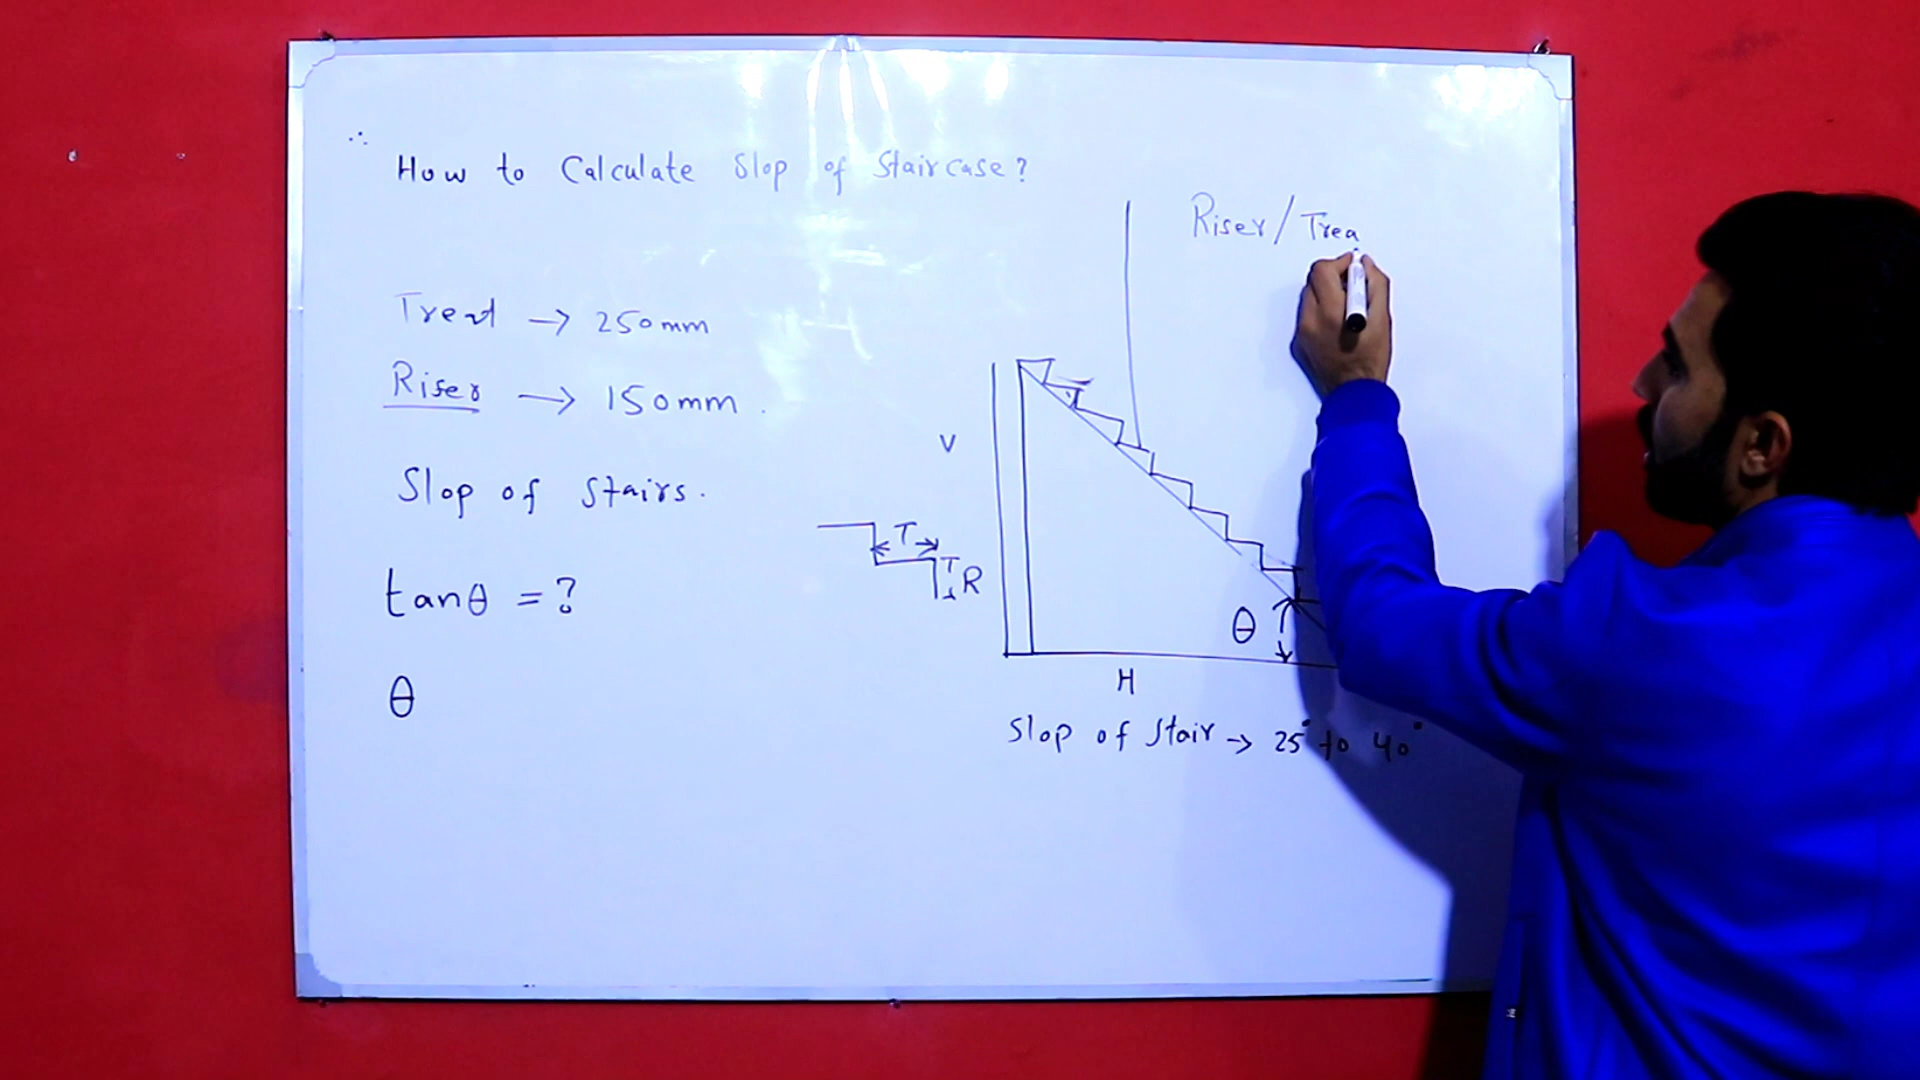 How to Calculate Slop of Staircase?
Riser/Trea
Tread → 250mm
Riser → 150mm.
V
Slop of stairs.
T
R
tanθ = ?
θ
θ
H
Slop of Stair → 25° to 40°